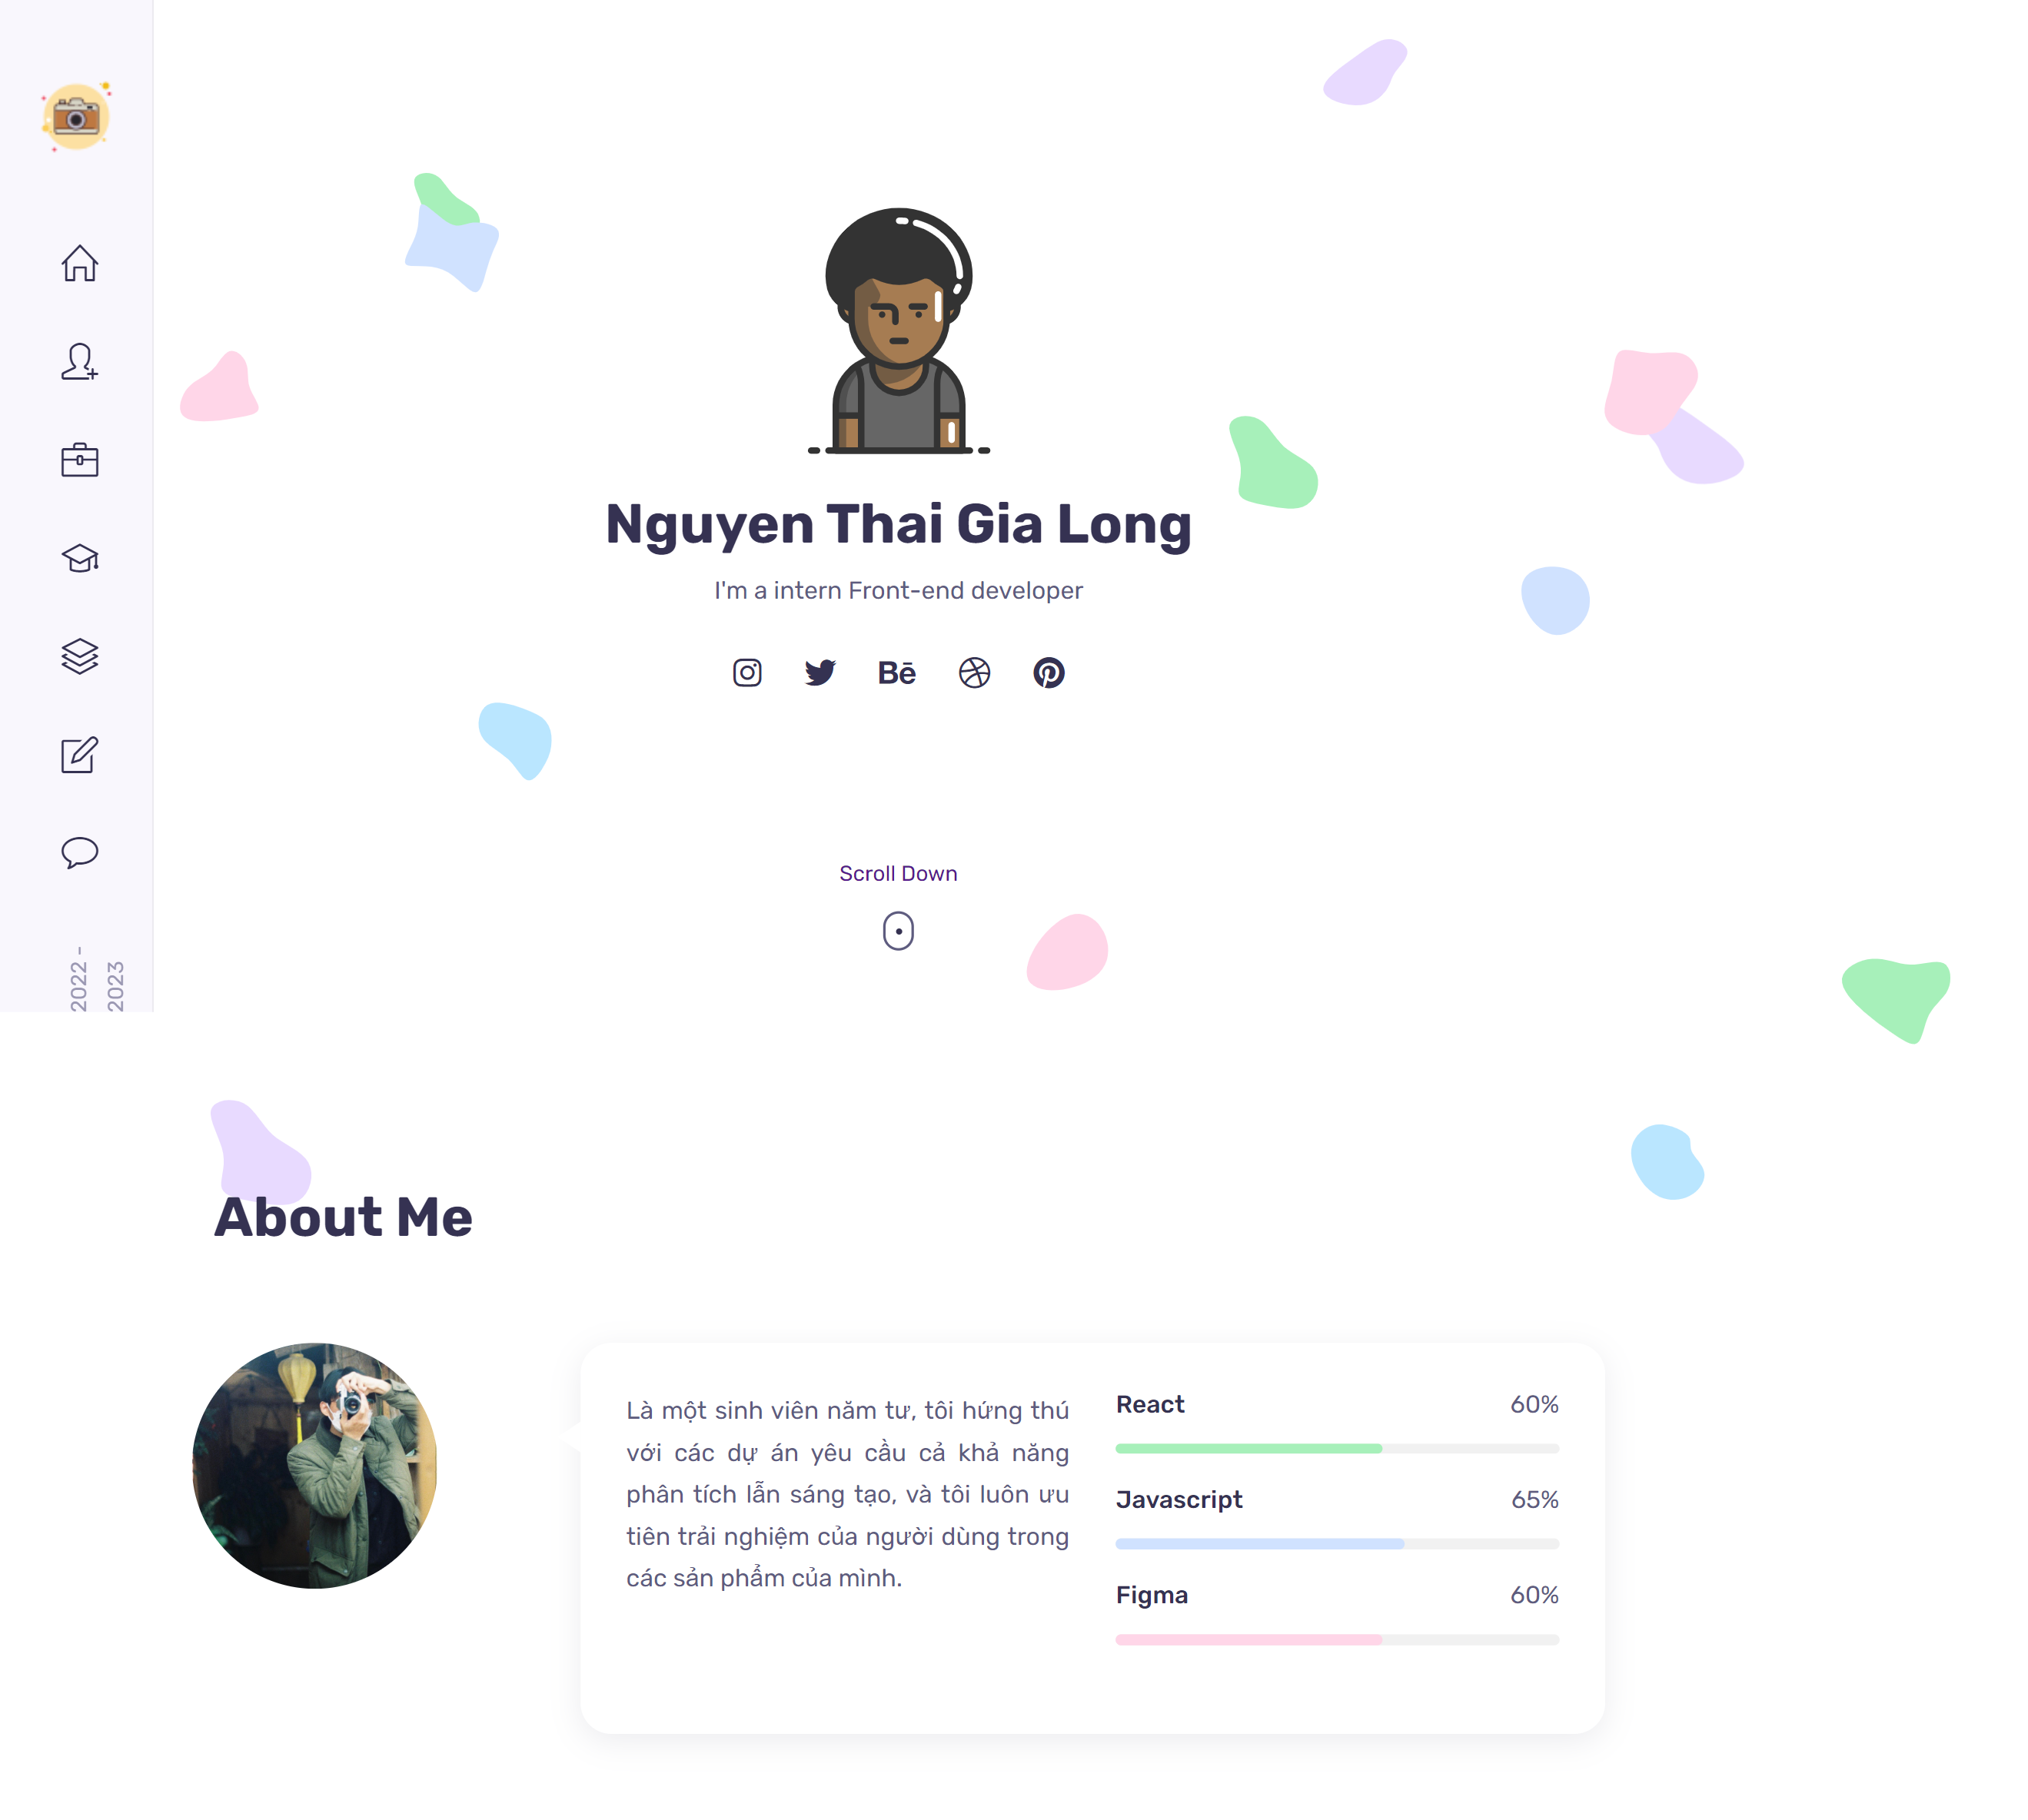 Nguyen Thai Gia Long
I'm a intern Front-end developer
Bē
Scroll Down
2022 -
2023
About Me
Là một sinh viên năm tư, tôi hứng thú
với các dự án yêu cầu cả khả năng
phân tích lẫn sáng tạo, và tôi luôn ưu
tiên trải nghiệm của người dùng trong
các sản phẩm của mình.
React 60%
Javascript 65%
Figma 60%